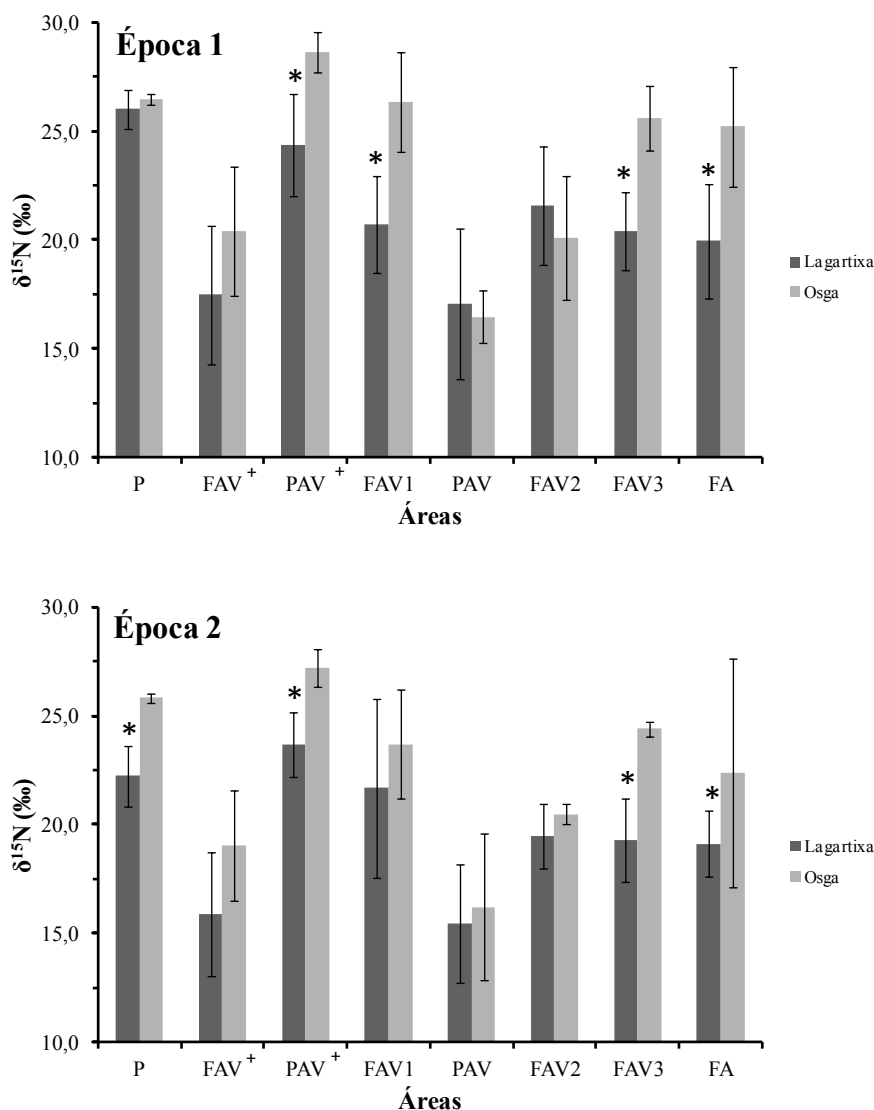 Época 1
30,0
25,0
20,0
15,0
10,0
δ¹⁵N (‰)
* * * *
P FAV⁺ PAV⁺ FAV1 PAV FAV2 FAV3 FA
Áreas
Lagartixa
Osga
Época 2
30,0
25,0
20,0
15,0
10,0
δ¹⁵N (‰)
* * * *
P FAV⁺ PAV⁺ FAV1 PAV FAV2 FAV3 FA
Áreas
Lagartixa
Osga